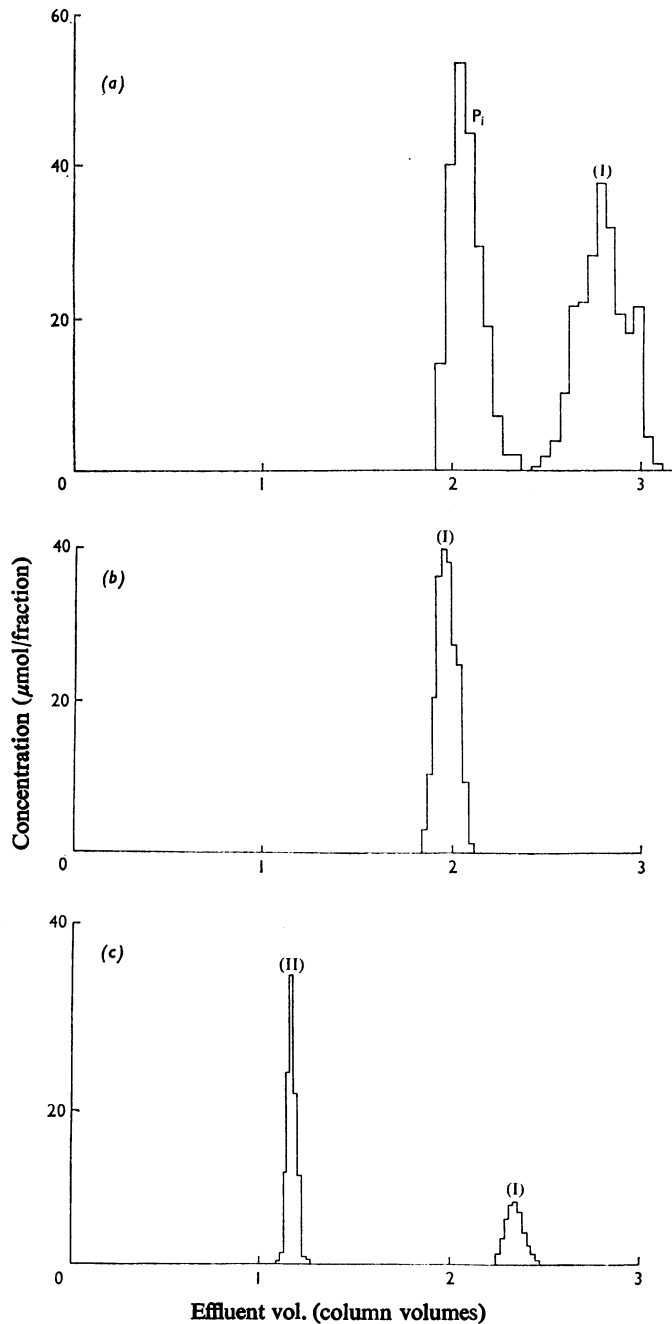 60
(a)
Pi
(I)
40
20
0
1
2
3
40
(b)
(I)
20
0
1
2
3
40
(c)
(II)
20
(I)
0
1
2
3
Concentration (μmol/fraction)
Effluent vol. (column volumes)